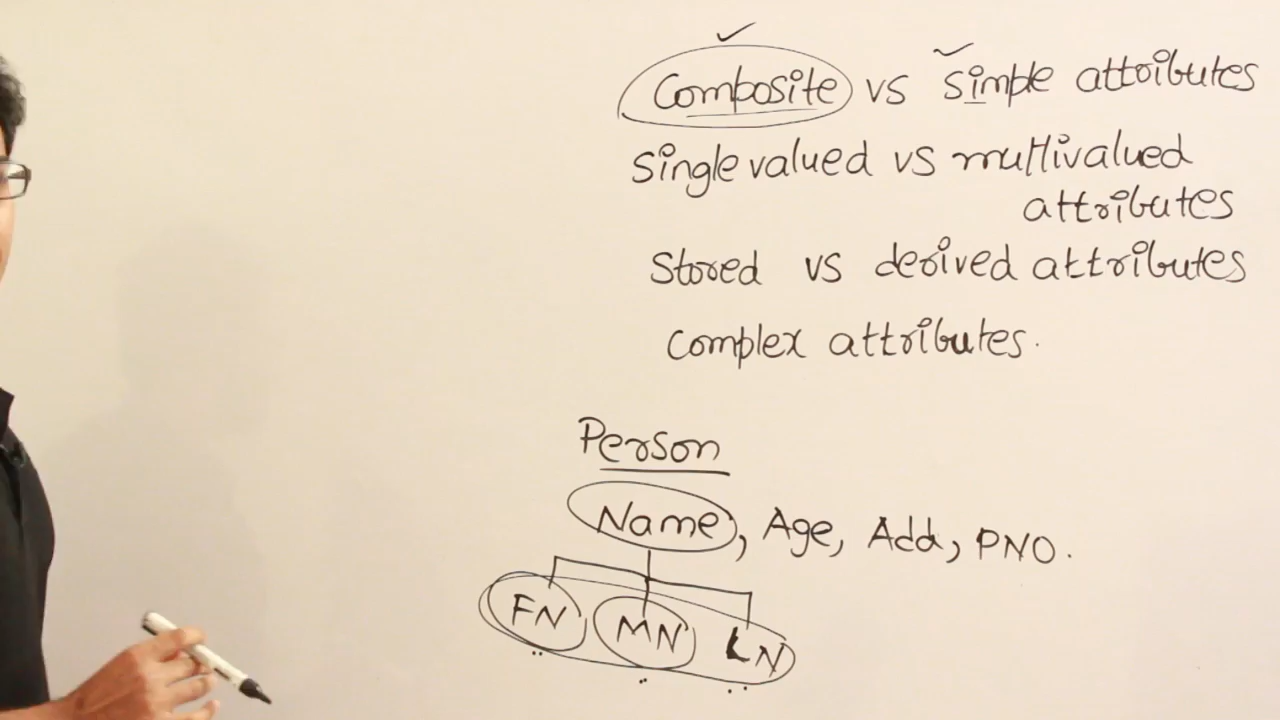 Composite vs simple attributes
Single valued vs multivalued
attributes
Stored vs derived attributes
Complex attributes.
Person
Name, Age, Add, PNO.
FN MN LN